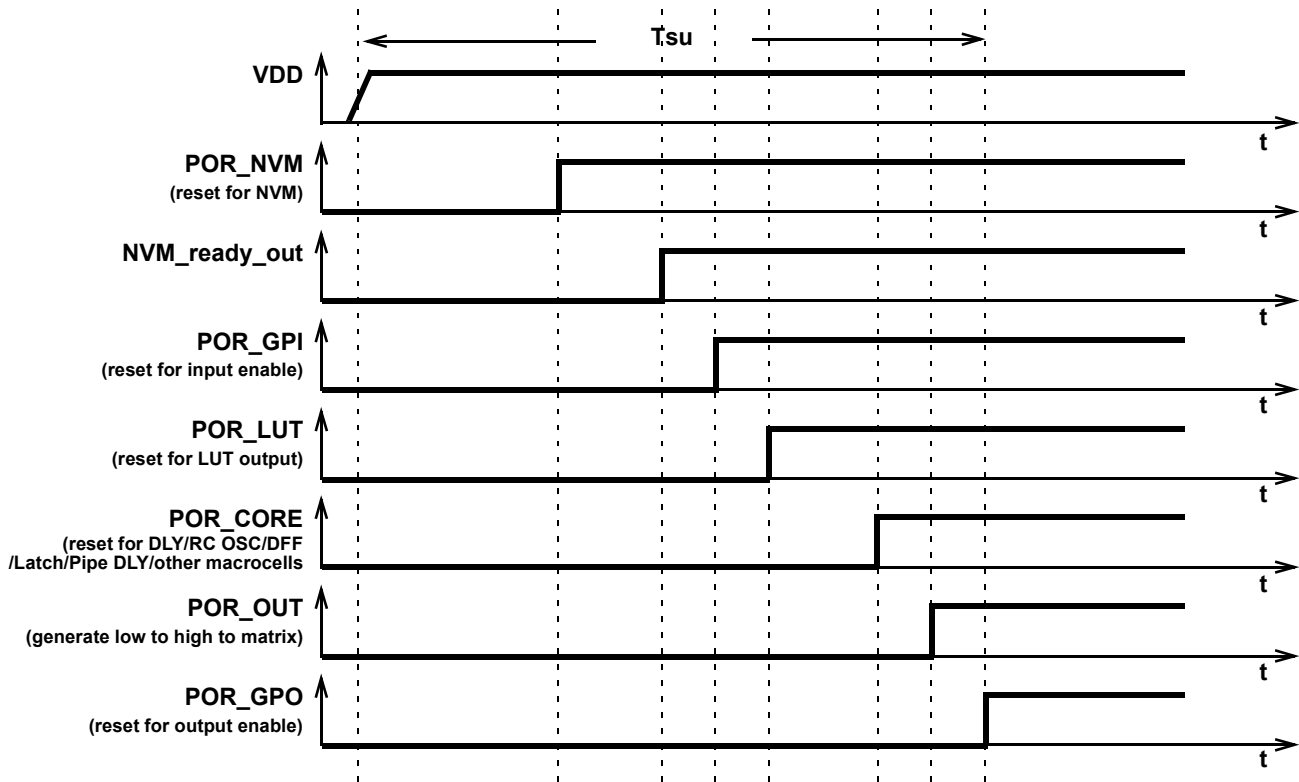 Tsu
VDD
t
POR_NVM
(reset for NVM)
t
NVM_ready_out
t
POR_GPI
(reset for input enable)
t
POR_LUT
(reset for LUT output)
t
POR_CORE
(reset for DLY/RC OSC/DFF
/Latch/Pipe DLY/other macrocells
t
POR_OUT
(generate low to high to matrix)
t
POR_GPO
(reset for output enable)
t